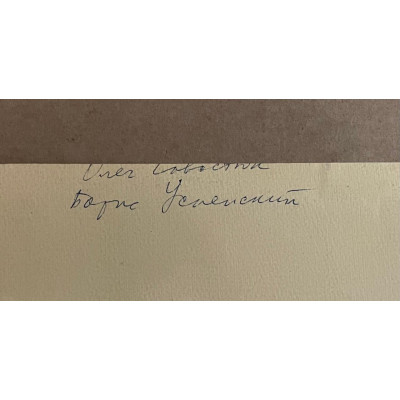 Олег Савостюк
Борис Успенский